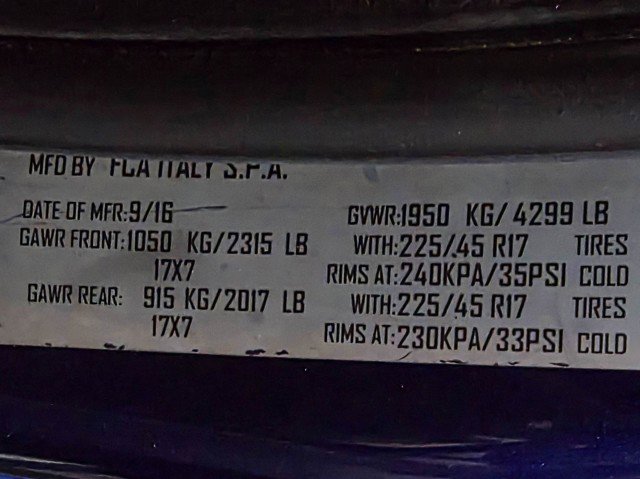 MFD BY FCA ITALY S.P.A.
DATE OF MFR:9/16 GVWR:1950 KG/4299 LB
GAWR FRONT:1050 KG/2315 LB WITH:225/45 R17 TIRES
17X7 RIMS AT:240KPA/35PSI COLD
GAWR REAR: 915 KG/2017 LB WITH:225/45 R17 TIRES
17X7 RIMS AT:230KPA/33PSI COLD